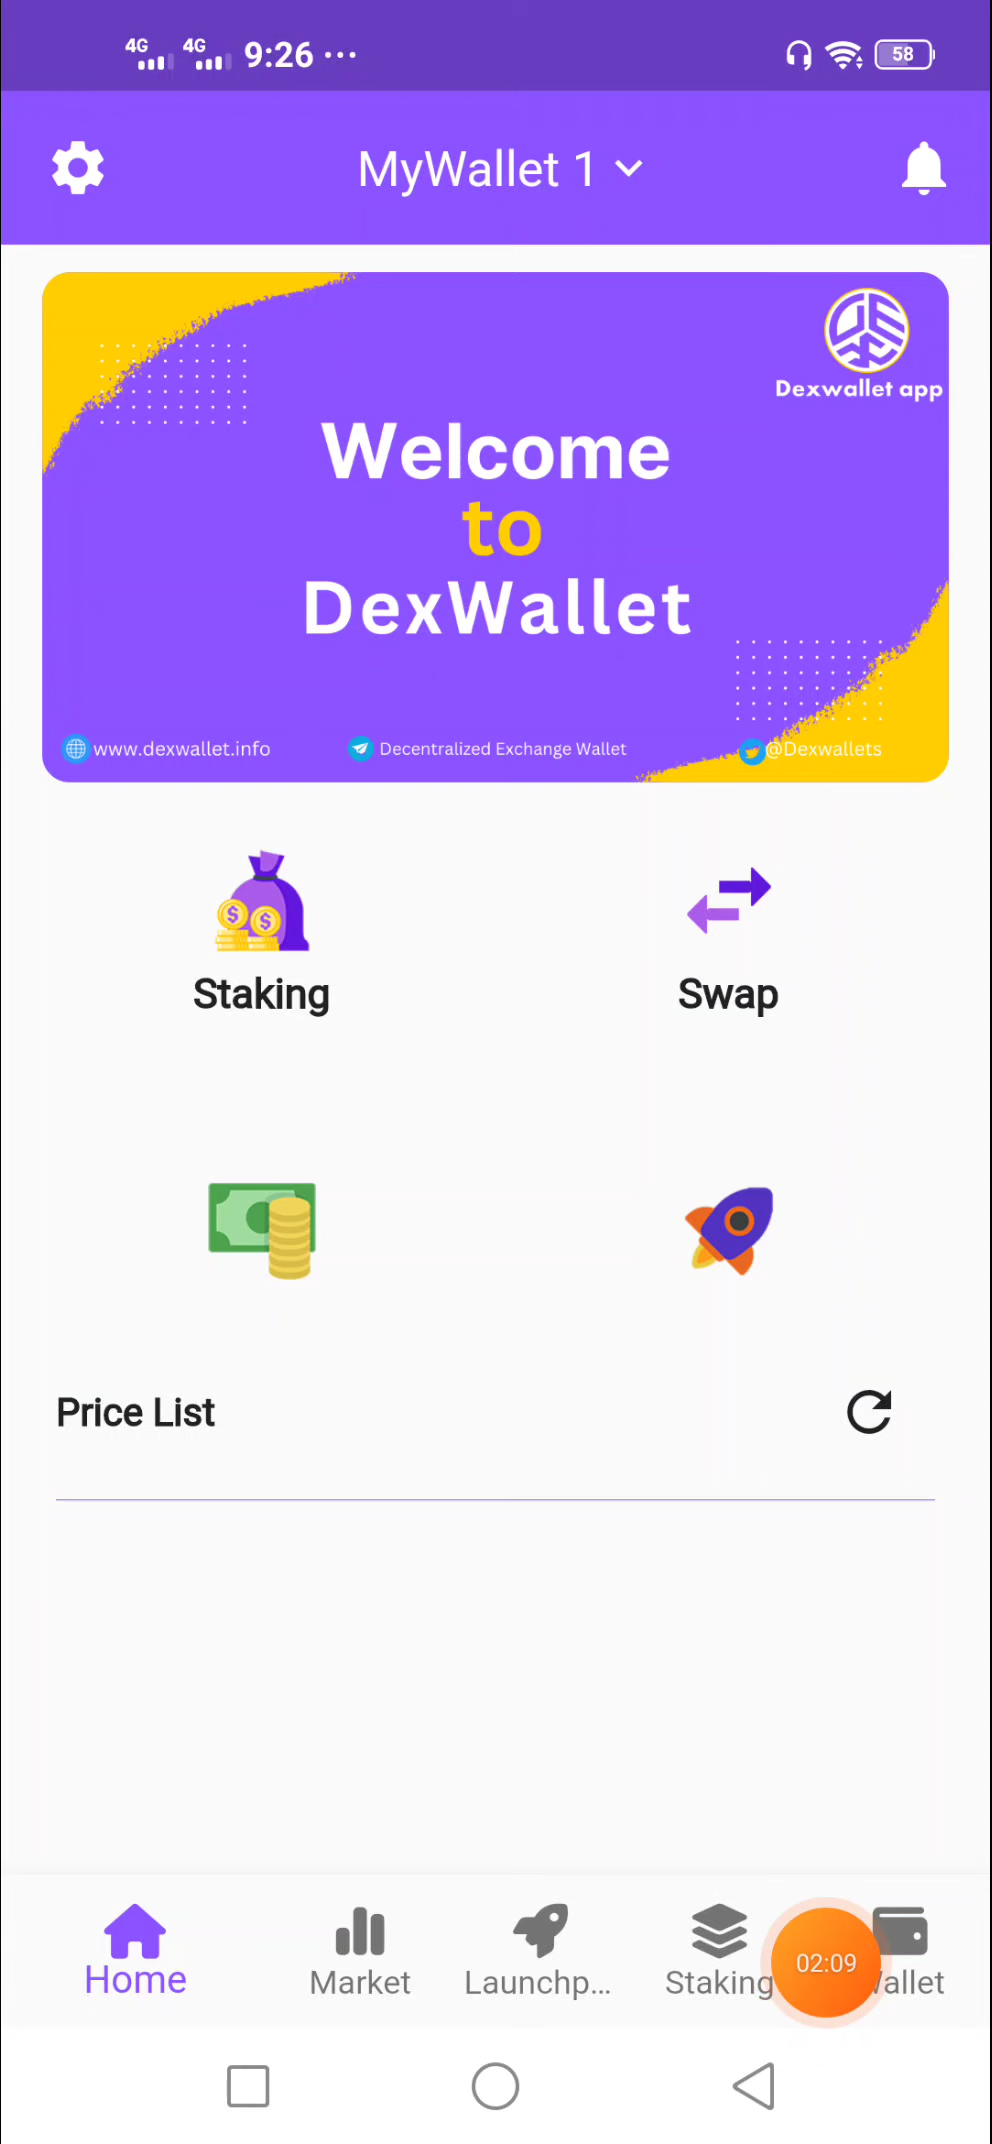 4G 4G 9:26 ... 58
MyWallet 1
Dexwallet app
Welcome
to
DexWallet
www.dexwallet.info Decentralized Exchange Wallet @Dexwallets
Staking Swap
Price List
Home Market Launchp... Staking allet
02:09